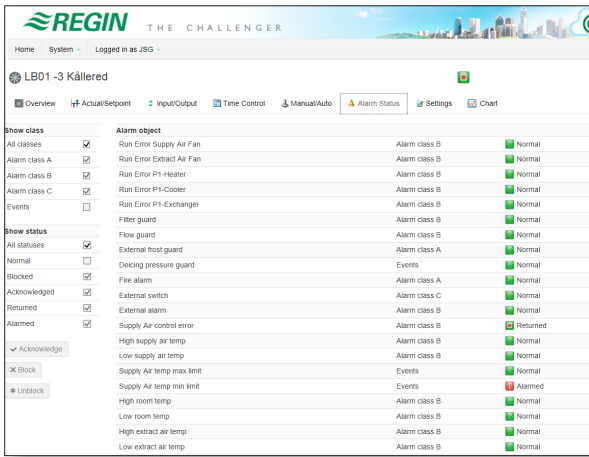 REGIN THE CHALLENGER
Home System Logged in as JSG
LB01 -3 Kållered
Overview Actual/Setpoint Input/Output Time Control Manual/Auto Alarm Status Settings Chart
Show class
All classes
Alarm class A
Alarm class B
Alarm class C
Events
Show status
All statuses
Normal
Blocked
Acknowledged
Returned
Alarmed
Acknowledge
Block
Unblock
Alarm object
Run Error Supply Air Fan Alarm class B Normal
Run Error Extract Air Fan Alarm class B Normal
Run Error P1-Heater Alarm class B Normal
Run Error P1-Cooler Alarm class B Normal
Run Error P1-Exchanger Alarm class B Normal
Filter guard Alarm class B Normal
Flow guard Alarm class B Normal
External frost guard Alarm class A Normal
Deicing pressure guard Events Normal
Fire alarm Alarm class A Normal
External switch Alarm class C Normal
External alarm Alarm class B Normal
Supply Air control error Alarm class B Returned
High supply air temp Alarm class B Normal
Low supply air temp Alarm class B Normal
Supply Air temp max limit Events Normal
Supply Air temp min limit Events Alarmed
High room temp Alarm class B Normal
Low room temp Alarm class B Normal
High extract air temp Alarm class B Normal
Low extract air temp Alarm class B Normal